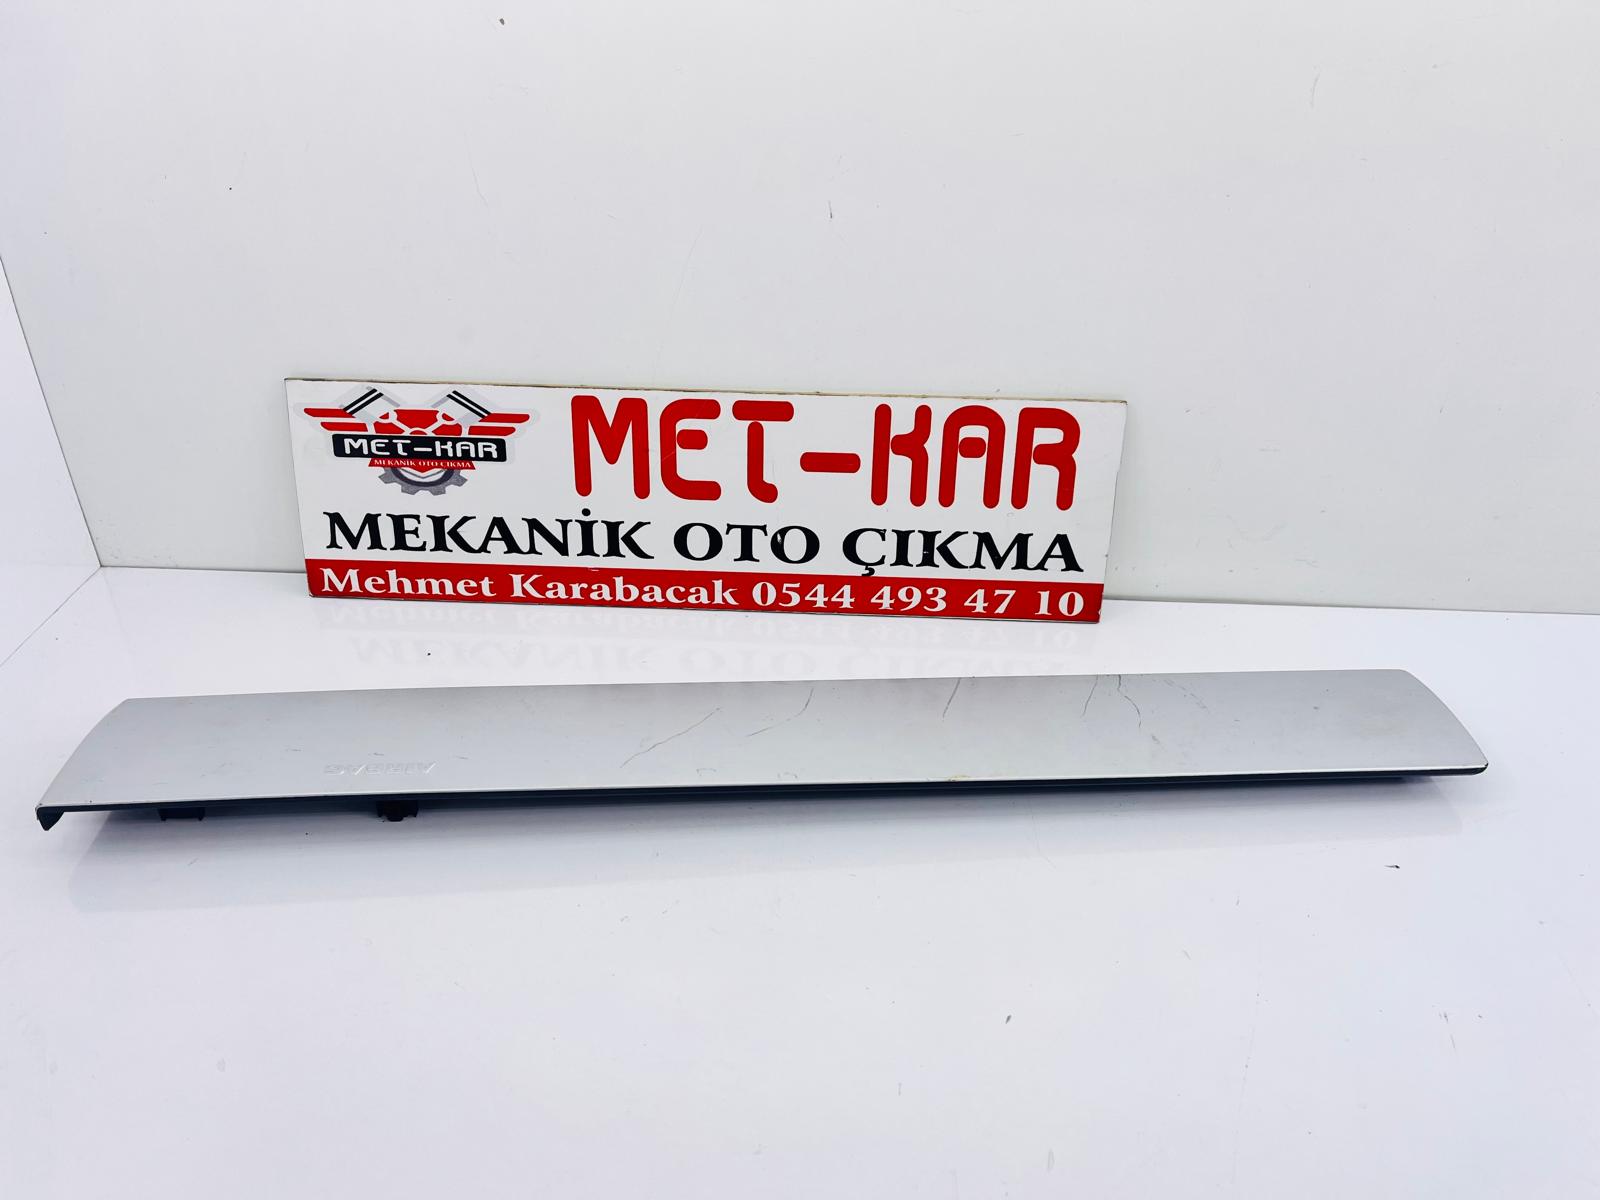 MET-KAR
MEKANİK OTO ÇIKMA
MET-KAR
MEKANİK OTO ÇIKMA
Mehmet Karabacak 0544 493 47 10
AIRBAG